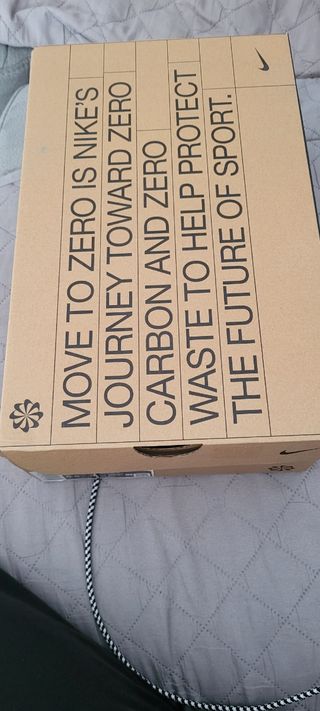 MOVE TO ZERO IS NIKE'S
JOURNEY TOWARD ZERO
CARBON AND ZERO
WASTE TO HELP PROTECT
THE FUTURE OF SPORT.